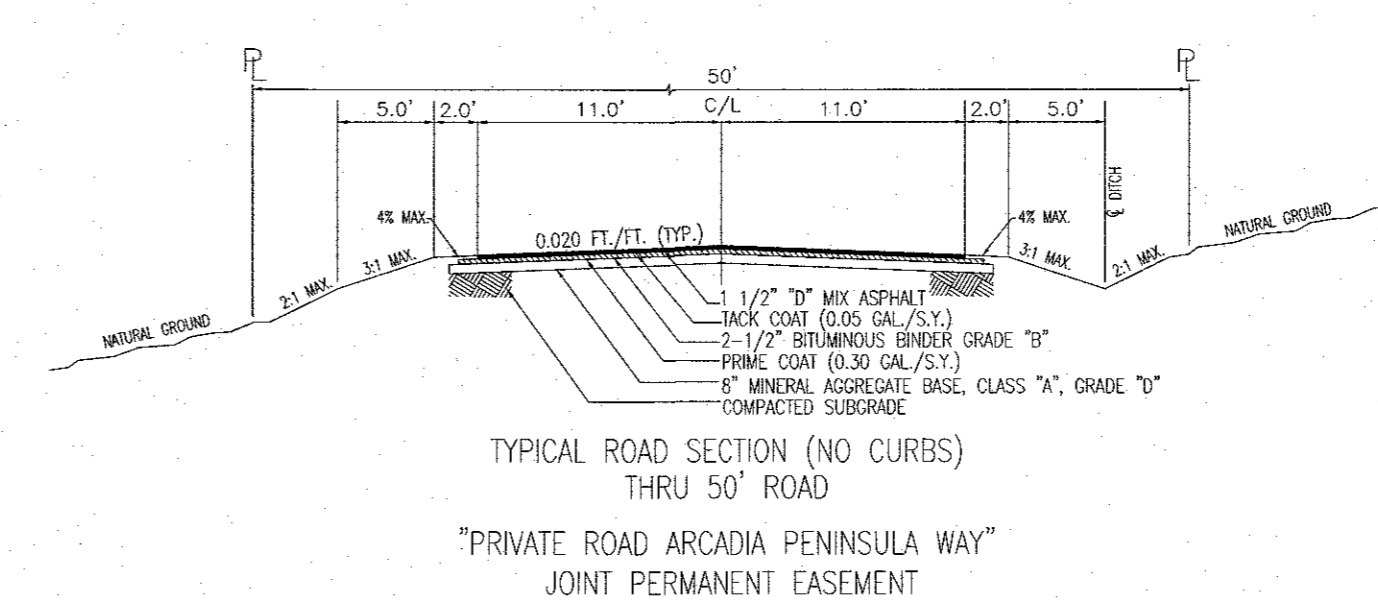 PL PL
50'
5.0' 2.0' 11.0' C/L 11.0' 2.0' 5.0'
CL DITCH
4% MAX. 4% MAX.
NATURAL GROUND
0.020 FT./FT. (TYP.)
3:1 MAX. 3:1 MAX.
2:1 MAX. 2:1 MAX.
1 1/2" "D" MIX ASPHALT
NATURAL GROUND
TACK COAT (0.05 GAL./S.Y.)
2-1/2" BITUMINOUS BINDER GRADE "B"
PRIME COAT (0.30 GAL./S.Y.)
8" MINERAL AGGREGATE BASE, CLASS "A", GRADE "D"
COMPACTED SUBGRADE
TYPICAL ROAD SECTION (NO CURBS)
THRU 50' ROAD
"PRIVATE ROAD ARCADIA PENINSULA WAY"
JOINT PERMANENT EASEMENT